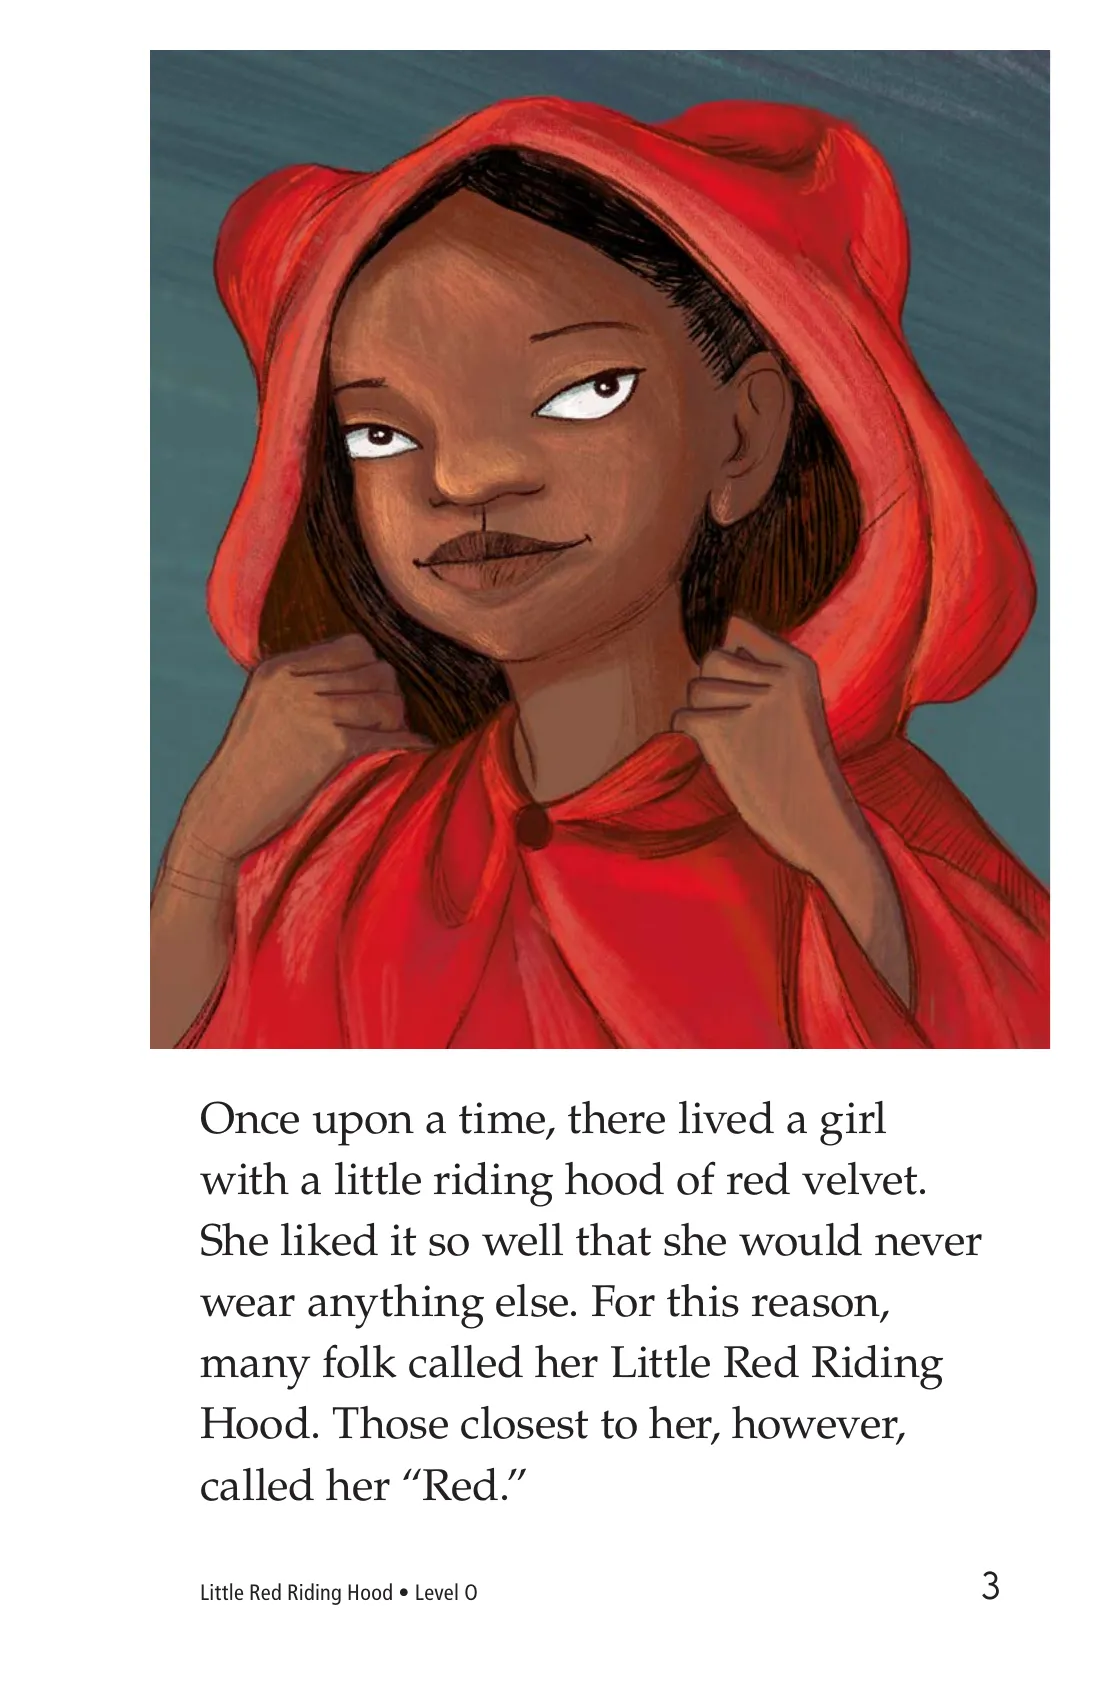 Once upon a time, there lived a girl
with a little riding hood of red velvet.
She liked it so well that she would never
wear anything else. For this reason,
many folk called her Little Red Riding
Hood. Those closest to her, however,
called her “Red.”
Little Red Riding Hood • Level O
3